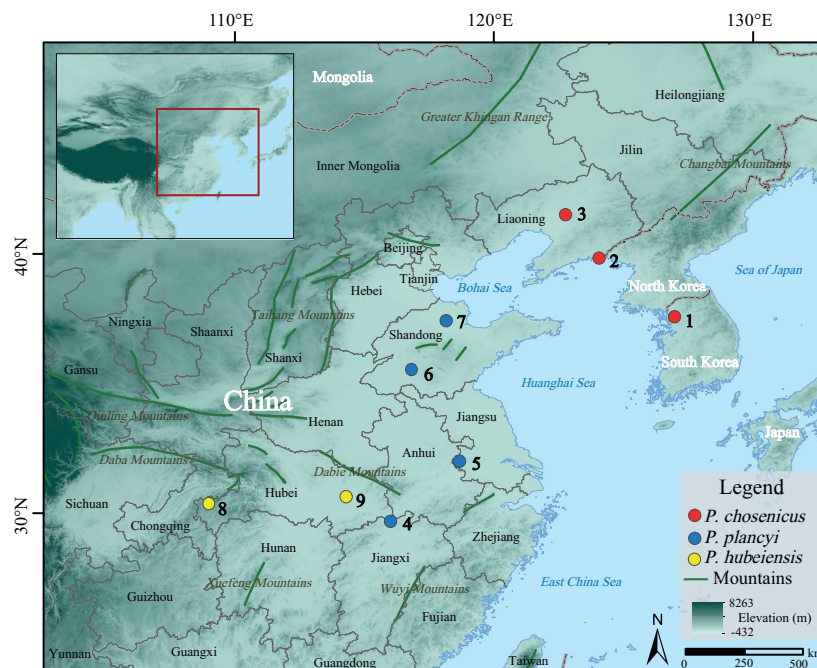 110°E
120°E
130°E
Mongolia
Heilongjiang
Greater Khingan Range
Jilin
Inner Mongolia
Changbai Mountains
Liaoning
3
40°N
Beijing
2
Sea of Japan
Tianjin
Bohai Sea
North Korea
Hebei
Ningxia
Taihang Mountains
7
1
Shaanxi
Shandong
Shanxi
South Korea
Gansu
6
Huanghai Sea
China
Qinling Mountains
Jiangsu
Henan
Japan
Anhui
Daba Mountains
5
Dabie Mountains
Hubei
Sichuan
9
30°N
8
Chongqing
4
Zhejiang
Hunan
Jiangxi
Xuefeng Mountains
Wuyi Mountains
East China Sea
Guizhou
Fujian
Yunnan
Guangxi
Guangdong
Taiwan
Legend
P. chosenicus
P. plancyi
P. hubeiensis
Mountains
8263
Elevation (m)
-432
N
0 250 500 km